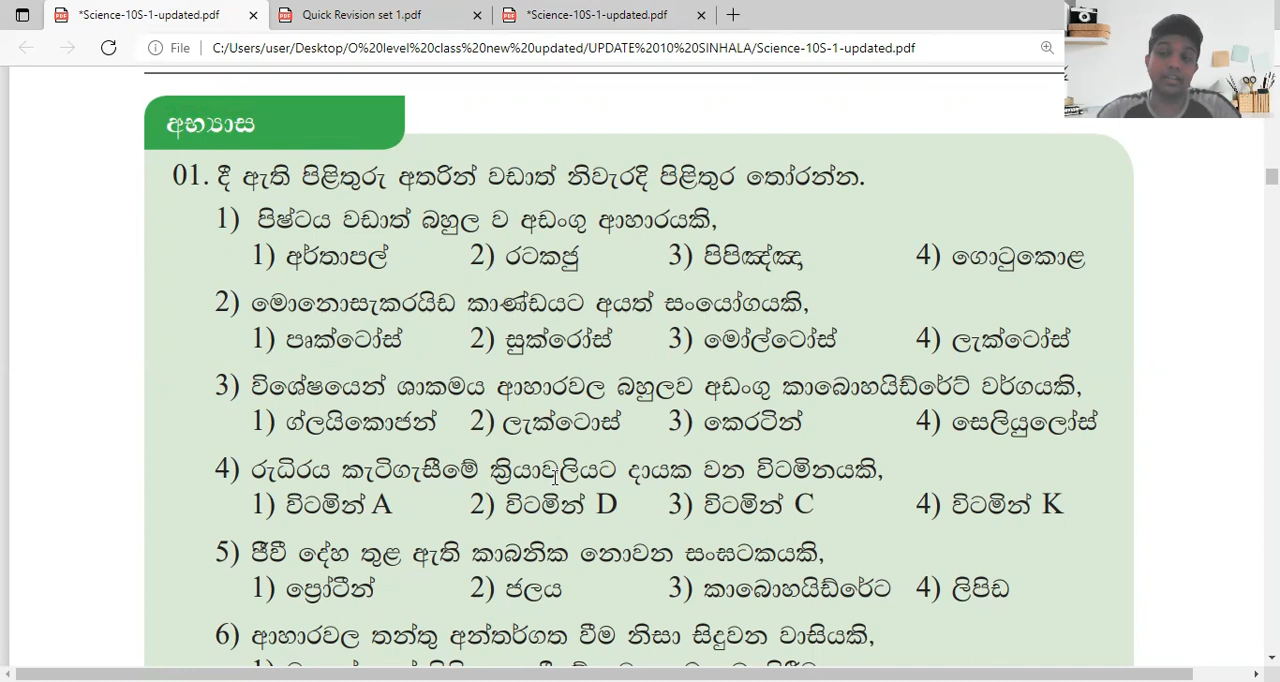 *Science-10S-1-updated.pdf
Quick Revision set 1.pdf
*Science-10S-1-updated.pdf
File C:/Users/user/Desktop/O%20level%20class%20new%20updated/UPDATE%2010%20SINHALA/Science-10S-1-updated.pdf
අභ්‍යාස
01. දී ඇති පිළිතුරු අතරින් වඩාත් නිවැරදි පිළිතුර තෝරන්න.
1) පිෂ්ටය වඩාත් බහුල ව අඩංගු ආහාරයකි,
1) අර්තාපල් 2) රටකජු 3) පිපිඤ්ඤා 4) ගොටුකොළ
2) මොනොසැකරයිඩ කාණ්ඩයට අයත් සංයෝගයකි,
1) පෘක්ටෝස් 2) සුක්රෝස් 3) මෝල්ටෝස් 4) ලැක්ටෝස්
3) විශේෂයෙන් ශාකමය ආහාරවල බහුලව අඩංගු කාබොහයිඩ්රේට් වර්ගයකි,
1) ග්ලයිකොජන් 2) ලැක්ටොස් 3) කෙරටින් 4) සෙලියුලෝස්
4) රුධිරය කැටිගැසීමේ ක්‍රියාවලියට දායක වන විටමිනයකි,
1) විටමින් A 2) විටමින් D 3) විටමින් C 4) විටමින් K
5) ජීවී දේහ තුළ ඇති කාබනික නොවන සංඝටකයකි,
1) ප්‍රෝටීන් 2) ජලය 3) කාබොහයිඩ්රේට 4) ලිපිඩ
6) ආහාරවල තන්තු අන්තර්ගත වීම නිසා සිදුවන වාසියකි,